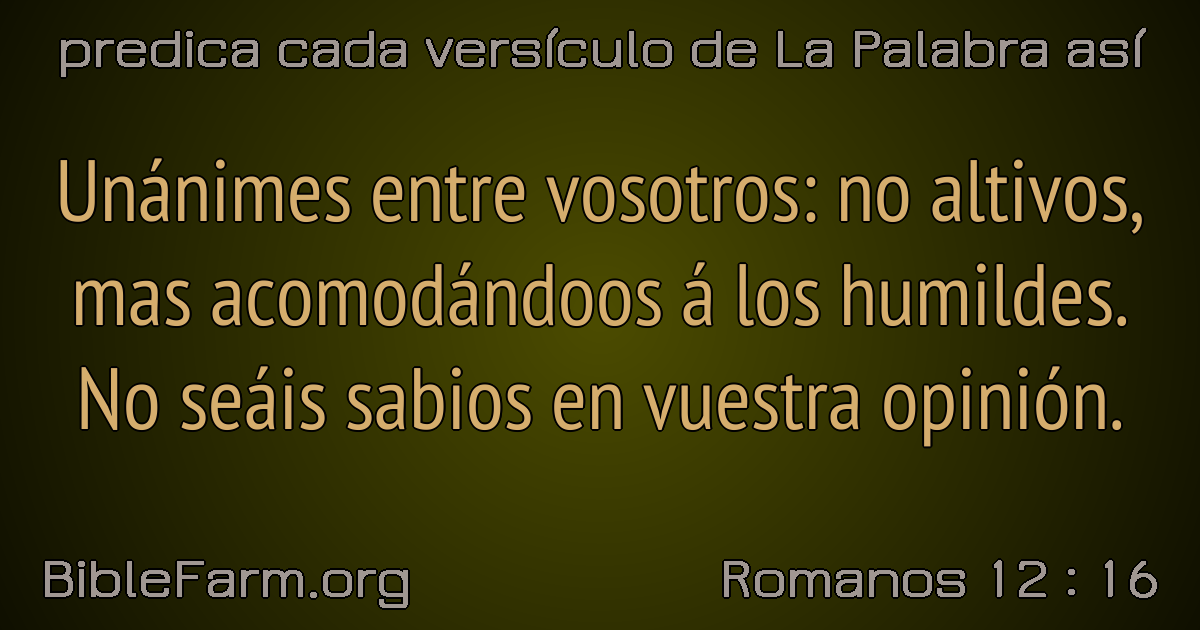 predica cada versículo de La Palabra así
Unánimes entre vosotros: no altivos,
mas acomodándoos á los humildes.
No seáis sabios en vuestra opinión.
BibleFarm.org
Romanos 12 : 16